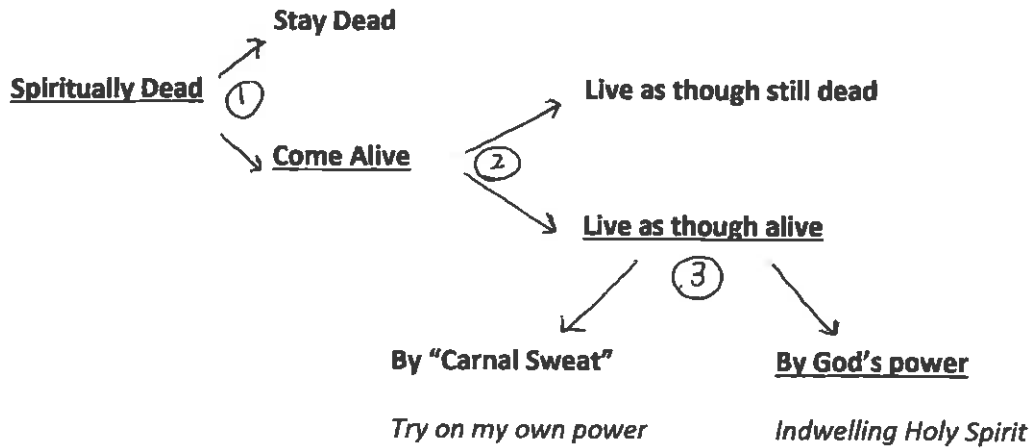 Stay Dead
Spiritually Dead
1
Live as though still dead
Come Alive
2
Live as though alive
3
By “Carnal Sweat”
By God’s power
Try on my own power
Indwelling Holy Spirit